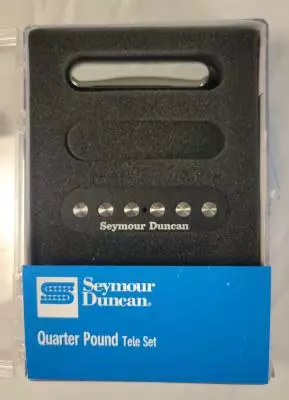 Seymour Duncan
Seymour
Duncan®
Quarter Pound Tele Set